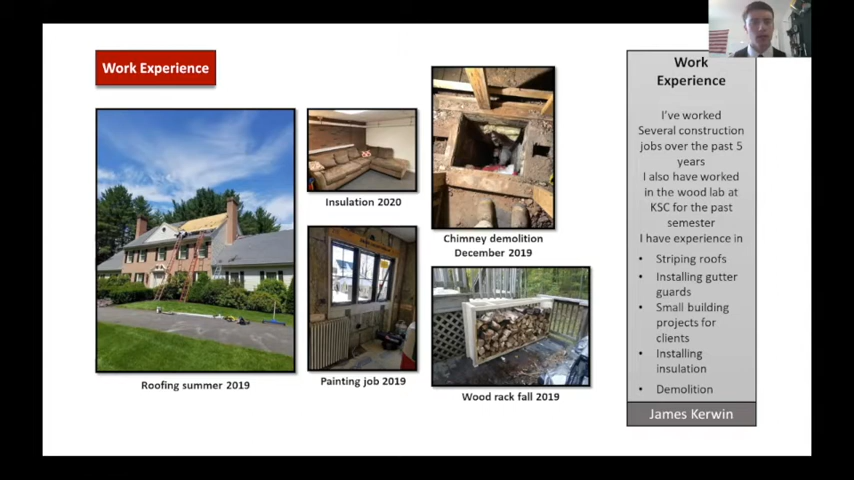 Work Experience
Roofing summer 2019
Insulation 2020
Painting job 2019
Chimney demolition
December 2019
Wood rack fall 2019
Work
Experience
I've worked
Several construction
jobs over the past 5
years
I also have worked
in the wood lab at
KSC for the past
semester
I have experience in
• Striping roofs
• Installing gutter
guards
• Small building
projects for
clients
• Installing
insulation
• Demolition
James Kerwin